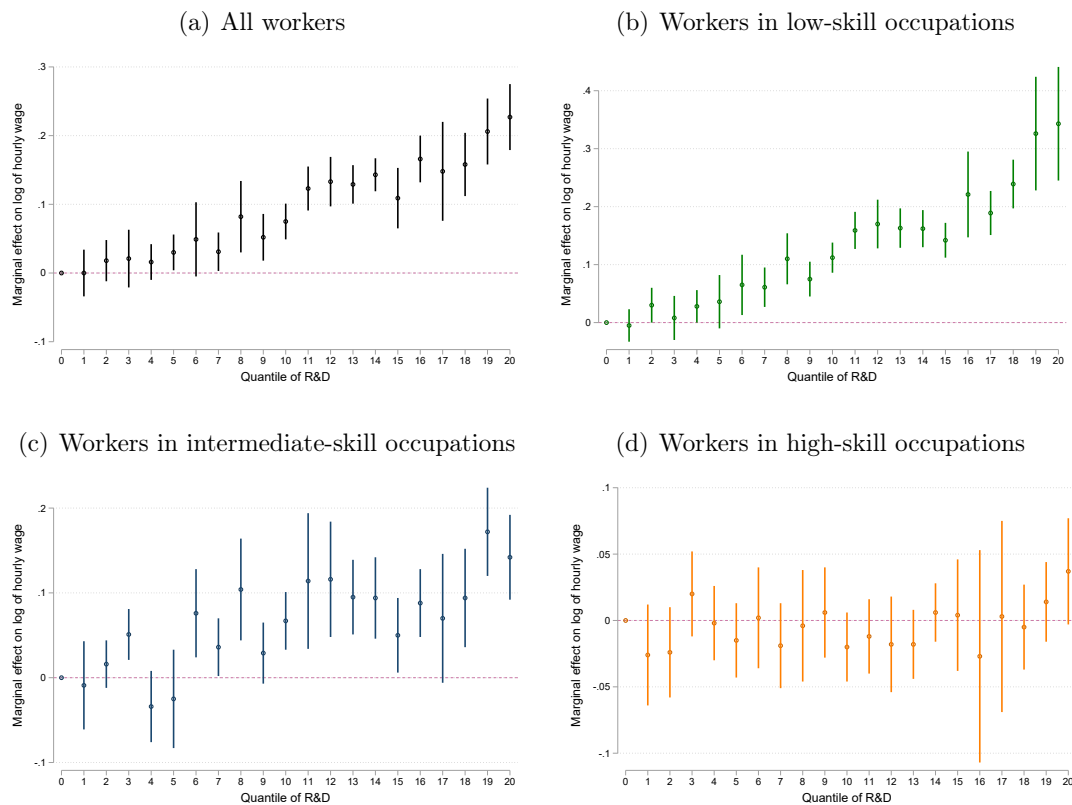 (a) All workers
Marginal effect on log of hourly wage
.3
.2
.1
0
-.1
0 1 2 3 4 5 6 7 8 9 10 11 12 13 14 15 16 17 18 19 20
Quantile of R&D
(b) Workers in low-skill occupations
Marginal effect on log of hourly wage
.4
.3
.2
.1
0
0 1 2 3 4 5 6 7 8 9 10 11 12 13 14 15 16 17 18 19 20
Quantile of R&D
(c) Workers in intermediate-skill occupations
Marginal effect on log of hourly wage
.2
.1
0
-.1
0 1 2 3 4 5 6 7 8 9 10 11 12 13 14 15 16 17 18 19 20
Quantile of R&D
(d) Workers in high-skill occupations
Marginal effect on log of hourly wage
.1
.05
0
-.05
-.1
0 1 2 3 4 5 6 7 8 9 10 11 12 13 14 15 16 17 18 19 20
Quantile of R&D